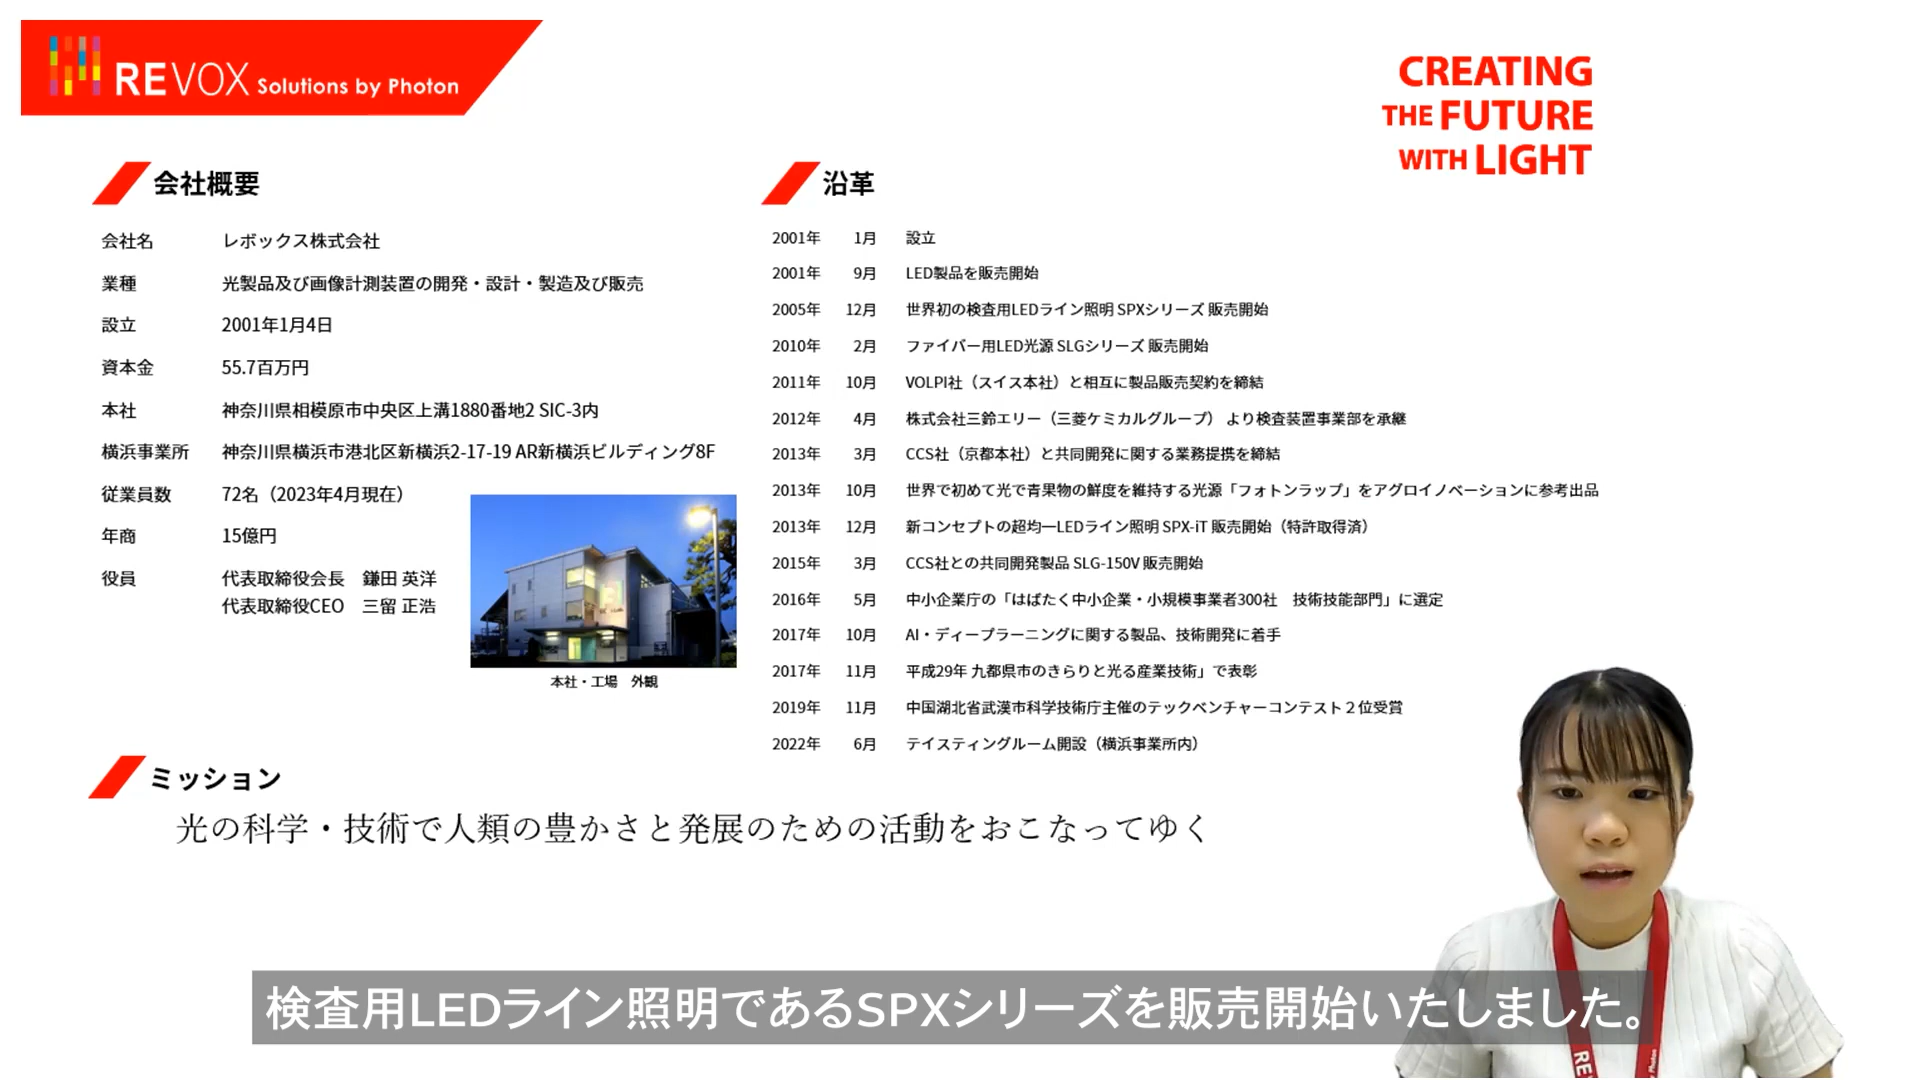 REVOX Solutions by Photon
CREATING
THE FUTURE
WITH LIGHT
会社概要
会社名 レボックス株式会社
業種 光製品及び画像計測装置の開発・設計・製造及び販売
設立 2001年1月4日
資本金 55.7百万円
本社 神奈川県相模原市中央区上溝1880番地2 SIC-3内
横浜事業所 神奈川県横浜市港北区新横浜2-17-19 AR新横浜ビルディング8F
従業員数 72名（2023年4月現在）
年商 15億円
役員 代表取締役会長 鎌田 英洋
代表取締役CEO 三留 正浩
本社・工場 外観
沿革
2001年 1月 設立
2001年 9月 LED製品を販売開始
2005年 12月 世界初の検査用LEDライン照明 SPXシリーズ 販売開始
2010年 2月 ファイバー用LED光源 SLGシリーズ 販売開始
2011年 10月 VOLPI社（スイス本社）と相互に製品販売契約を締結
2012年 4月 株式会社三鈴エリー（三菱ケミカルグループ） より検査装置事業部を承継
2013年 3月 CCS社（京都本社）と共同開発に関する業務提携を締結
2013年 10月 世界で初めて光で青果物の鮮度を維持する光源「フォトンラップ」をアグロイノベーションに参考出品
2013年 12月 新コンセプトの超均一LEDライン照明 SPX-iT 販売開始（特許取得済）
2015年 3月 CCS社との共同開発製品 SLG-150V 販売開始
2016年 5月 中小企業庁の「はばたく中小企業・小規模事業者300社 技術技能部門」に選定
2017年 10月 AI・ディープラーニングに関する製品、技術開発に着手
2017年 11月 平成29年 九都県市のきらりと光る産業技術」で表彰
2019年 11月 中国湖北省武漢市科学技術庁主催のテックベンチャーコンテスト２位受賞
2022年 6月 テイスティングルーム開設（横浜事業所内）
ミッション
光の科学・技術で人類の豊かさと発展のための活動をおこなってゆく
検査用LEDライン照明であるSPXシリーズを販売開始いたしました。
RE
Photon